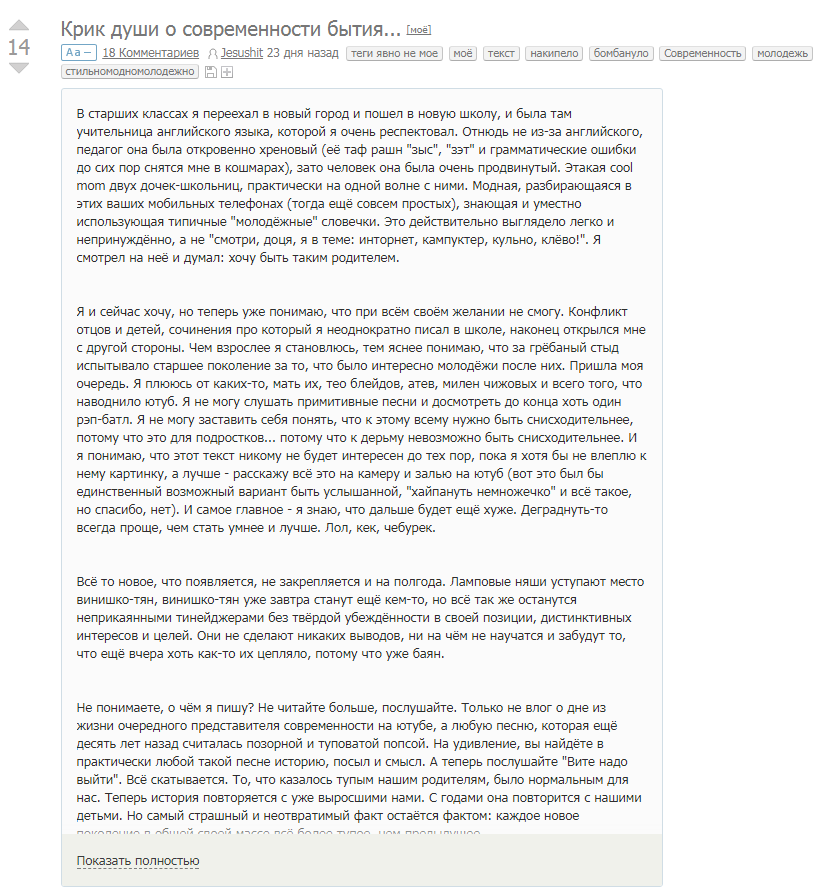 Крик души о современности бытия... [моё]
14
Aa – 18 Комментариев Jesushit 23 дня назад теги явно не мое моё текст накипело бомбануло Современность молодежь
стильномодномолодежно
В старших классах я переехал в новый город и пошел в новую школу, и была там
учительница английского языка, которой я очень респектовал. Отнюдь не из-за английского,
педагог она была откровенно хреновый (её таф рашн "зыс", "зэт" и грамматические ошибки
до сих пор снятся мне в кошмарах), зато человек она была очень продвинутый. Этакая cool
mom двух дочек-школьниц, практически на одной волне с ними. Модная, разбирающаяся в
этих ваших мобильных телефонах (тогда ещё совсем простых), знающая и уместно
использующая типичные "молодёжные" словечки. Это действительно выглядело легко и
непринуждённо, а не "смотри, доця, я в теме: инторнет, кампуктер, кульно, клёво!". Я
смотрел на неё и думал: хочу быть таким родителем.
Я и сейчас хочу, но теперь уже понимаю, что при всём своём желании не смогу. Конфликт
отцов и детей, сочинения про который я неоднократно писал в школе, наконец открылся мне
с другой стороны. Чем взрослее я становлюсь, тем яснее понимаю, что за грёбаный стыд
испытывало старшее поколение за то, что было интересно молодёжи после них. Пришла моя
очередь. Я плююсь от каких-то, мать их, тео блейдов, атев, милен чижовых и всего того, что
наводнило ютуб. Я не могу слушать примитивные песни и досмотреть до конца хоть один
рэп-батл. Я не могу заставить себя понять, что к этому всему нужно быть снисходительнее,
потому что это для подростков... потому что к дерьму невозможно быть снисходительнее. И
я понимаю, что этот текст никому не будет интересен до тех пор, пока я хотя бы не влеплю к
нему картинку, а лучше - расскажу всё это на камеру и залью на ютуб (вот это был бы
единственный возможный вариант быть услышанной, "хайпануть немножечко" и всё такое,
но спасибо, нет). И самое главное - я знаю, что дальше будет ещё хуже. Деграднуть-то
всегда проще, чем стать умнее и лучше. Лол, кек, чебурек.
Всё то новое, что появляется, не закрепляется и на полгода. Ламповые няши уступают место
винишко-тян, винишко-тян уже завтра станут ещё кем-то, но всё так же останутся
неприкаянными тинейджерами без твёрдой убеждённости в своей позиции, дистинктивных
интересов и целей. Они не сделают никаких выводов, ни на чём не научатся и забудут то,
что ещё вчера хоть как-то их цепляло, потому что уже баян.
Не понимаете, о чём я пишу? Не читайте больше, послушайте. Только не влог о дне из
жизни очередного представителя современности на ютубе, а любую песню, которая ещё
десять лет назад считалась позорной и туповатой попсой. На удивление, вы найдёте в
практически любой такой песне историю, посыл и смысл. А теперь послушайте "Вите надо
выйти". Всё скатывается. То, что казалось тупым нашим родителям, было нормальным для
нас. Теперь история повторяется с уже выросшими нами. С годами она повторится с нашими
детьми. Но самый страшный и неотвратимый факт остаётся фактом: каждое новое
поколение в общей своей массе всё более тупое, чем предыдущее.
Показать полностью